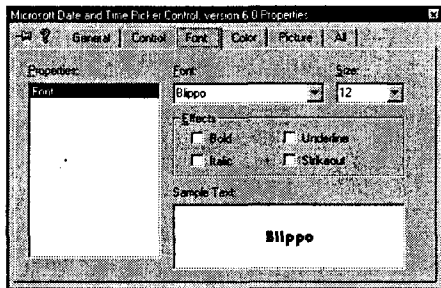 Microsoft Date and Time Picker Control, version 6.0 Properties
General Control Font Color Picture All
Properties:
Font
Font:
Blippo
Size:
12
Effects
Bold
Underline
Italic
Strikeout
Sample Text:
Blippo